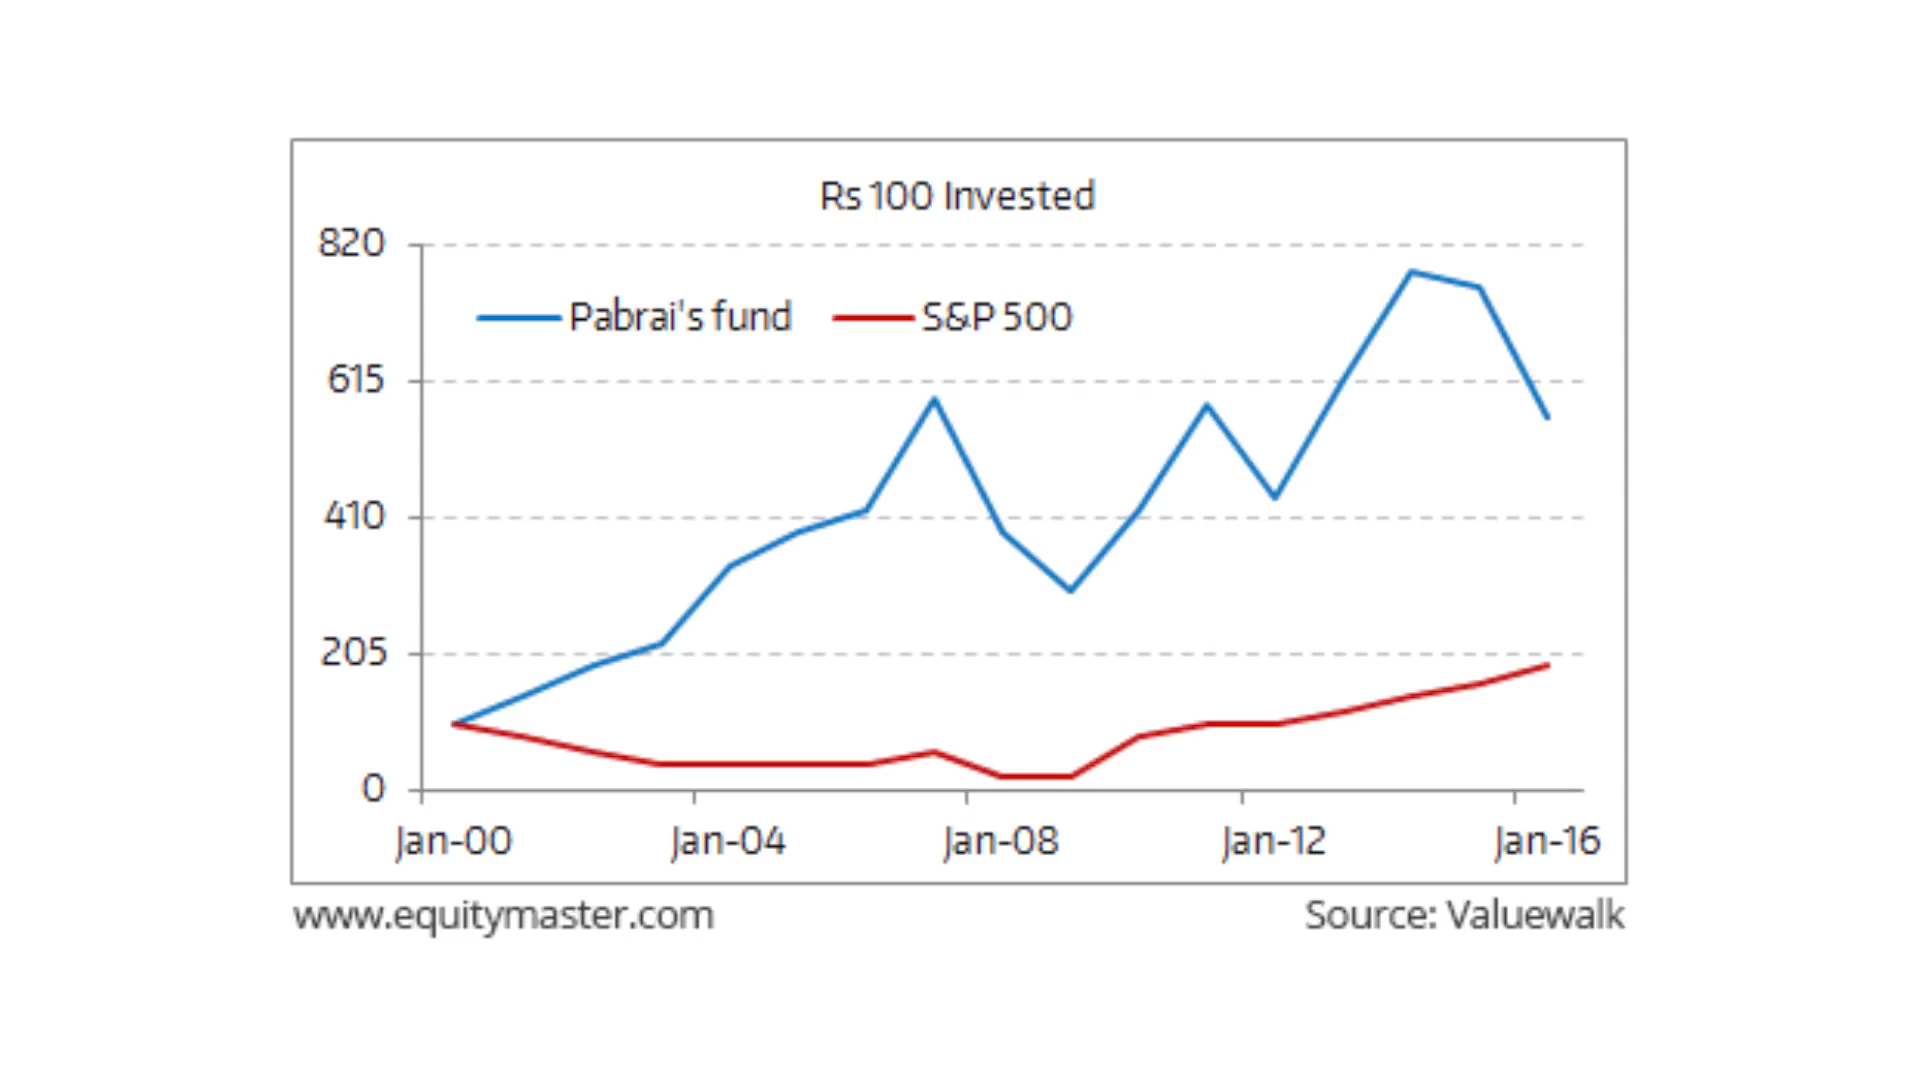 Rs 100 Invested
820
Pabrai's fund S&P 500
615
410
205
0
Jan-00 Jan-04 Jan-08 Jan-12 Jan-16
www.equitymaster.com Source: Valuewalk